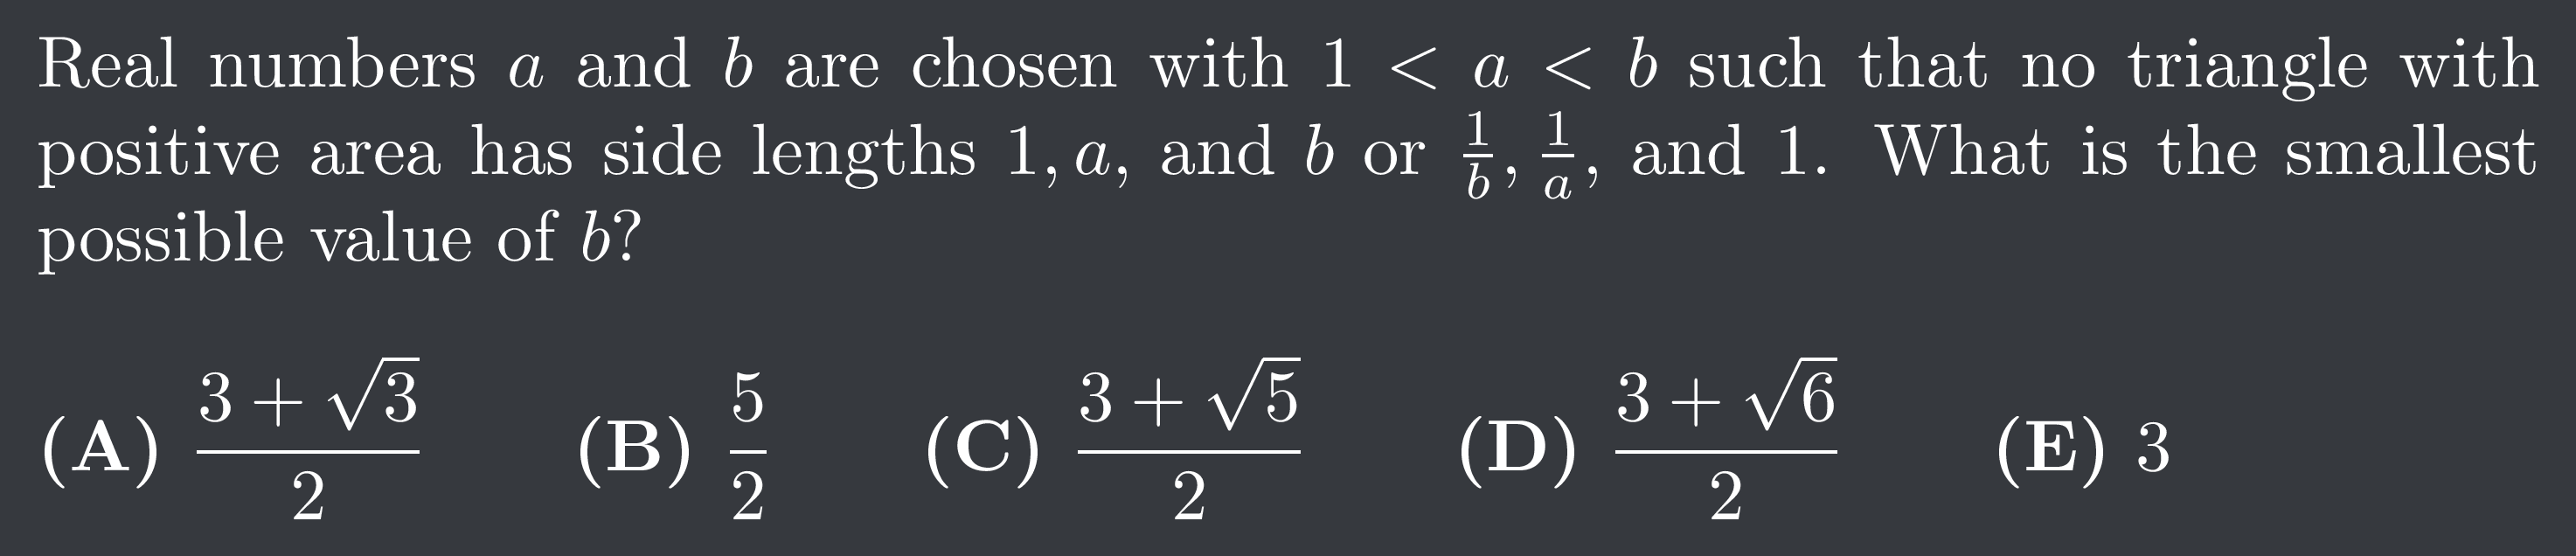 Real numbers a and b are chosen with 1 < a < b such that no triangle with
positive area has side lengths 1, a, and b or 1/b, 1/a, and 1. What is the smallest
possible value of b?
(A) (3 + √3)/2 (B) 5/2 (C) (3 + √5)/2 (D) (3 + √6)/2 (E) 3